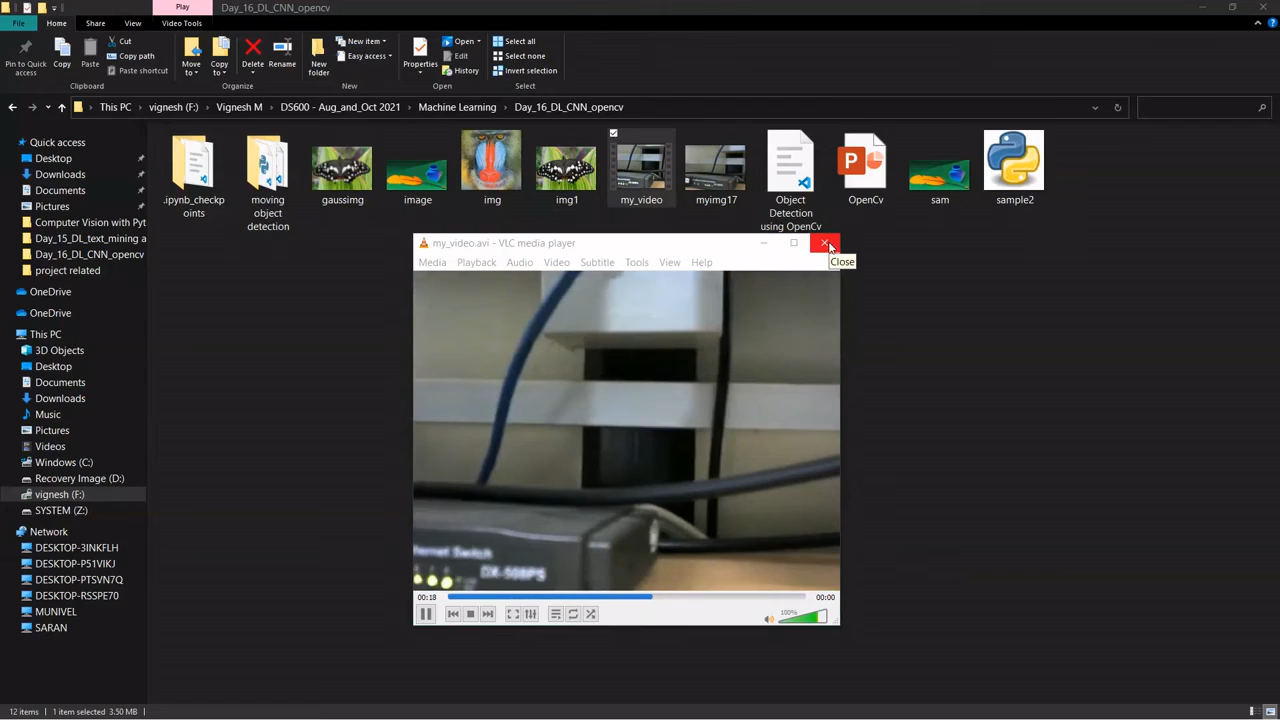 Play
Day_16_DL_CNN_opencv
File
Home
Share
View
Video Tools
Pin to Quick access
Copy
Paste
Cut
Copy path
Paste shortcut
Clipboard
Move to
Copy to
Delete
Rename
Organize
New folder
New item
Easy access
New
Properties
Open
Edit
History
Open
Select all
Select none
Invert selection
Select
This PC > vignesh (F:) > Vignesh M > DS600 - Aug_and_Oct 2021 > Machine Learning > Day_16_DL_CNN_opencv
Quick access
Desktop
Downloads
Documents
Pictures
Computer Vision with Pyt
Day_15_DL_text_mining a
Day_16_DL_CNN_opencv
project related
OneDrive
OneDrive
This PC
3D Objects
Desktop
Documents
Downloads
Music
Pictures
Videos
Windows (C:)
Recovery Image (D:)
vignesh (F:)
SYSTEM (Z:)
Network
DESKTOP-3INKFLH
DESKTOP-P51VIKJ
DESKTOP-PTSVN7Q
DESKTOP-RSSPE70
MUNIVEL
SARAN
.ipynb_checkpoints
moving object detection
gaussimg
image
img
img1
my_video
myimg17
Object Detection using OpenCv
OpenCv
sam
sample2
my_video.avi - VLC media player
Close
Media
Playback
Audio
Video
Subtitle
Tools
View
Help
ernet Switch
00:18
00:00
100%
12 items
1 item selected 3.50 MB